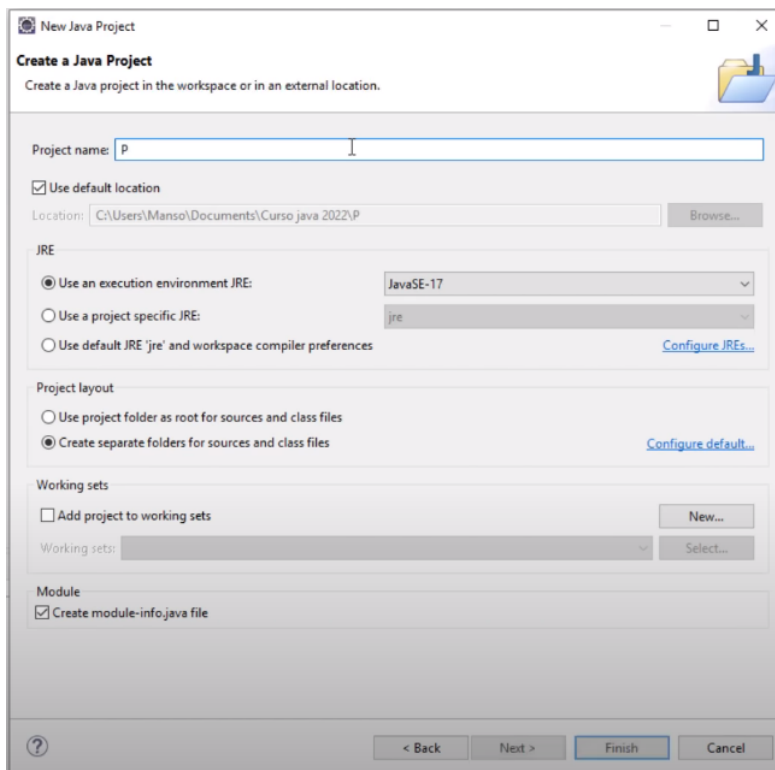 New Java Project
Create a Java Project
Create a Java project in the workspace or in an external location.
Project name: P
Use default location
Location: C:\Users\Manso\Documents\Curso java 2022\P Browse...
JRE
Use an execution environment JRE: JavaSE-17
Use a project specific JRE: jre
Use default JRE 'jre' and workspace compiler preferences Configure JREs...
Project layout
Use project folder as root for sources and class files
Create separate folders for sources and class files Configure default...
Working sets
Add project to working sets New...
Working sets: Select...
Module
Create module-info.java file
? < Back Next > Finish Cancel